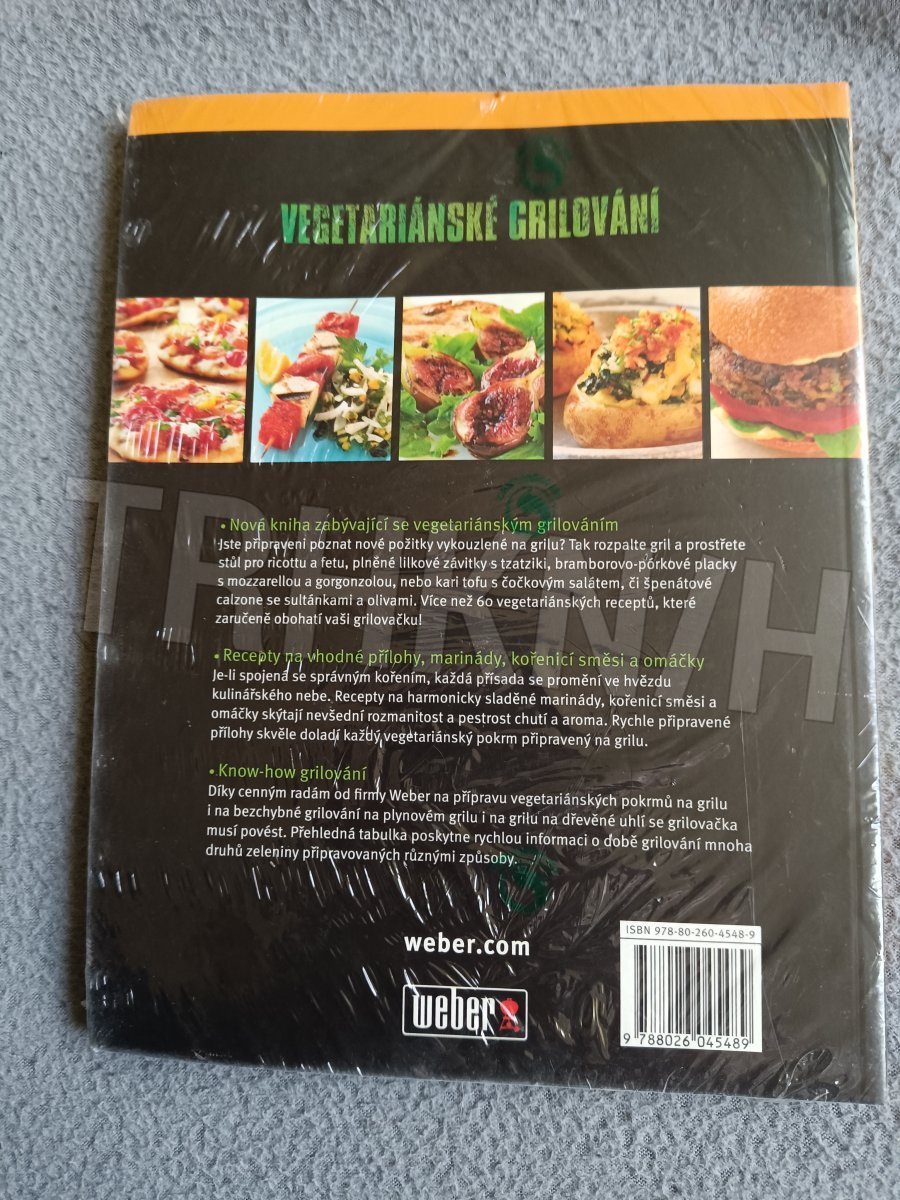 VEGETARIÁNSKÉ GRILOVÁNÍ
• Nová kniha zabývající se vegetariánským grilováním
Jste připraveni poznat nové požitky vykouzlené na grilu? Tak rozpalte gril a prostřete
stůl pro ricottu a fetu, plněné lilkové závitky s tzatziki, bramborovo-pórkové placky
s mozzarellou a gorgonzolou, nebo kari tofu s čočkovým salátem, či špenátové
calzone se sultánkami a olivami. Více než 60 vegetariánských receptů, které
zaručeně obohatí vaši grilovačku!
• Recepty na vhodné přílohy, marinády, kořenicí směsi a omáčky
Je-li spojená se správným kořením, každá přísada se promění ve hvězdu
kulinářského nebe. Recepty na harmonicky sladěné marinády, kořenicí směsi a
omáčky skýtají nevšední rozmanitost a pestrost chutí a aroma. Rychle připravené
přílohy skvěle doladí každý vegetariánský pokrm připravený na grilu.
• Know-how grilování
Díky cenným radám od firmy Weber na přípravu vegetariánských pokrmů na grilu
i na bezchybné grilování na plynovém grilu i na grilu na dřevěné uhlí se grilovačka
musí povést. Přehledná tabulka poskytne rychlou informaci o době grilování mnoha
druhů zeleniny připravovaných různými způsoby.
weber.com
weber
ISBN 978-80-260-4548-9
9 788026 045489